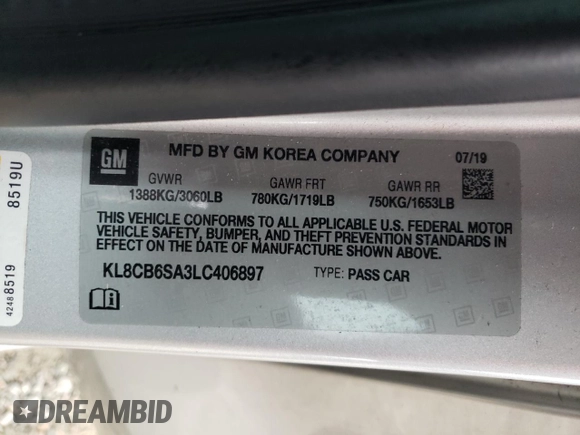 GM
MFD BY GM KOREA COMPANY
07/19
GVWR
GAWR FRT
GAWR RR
1388KG/3060LB
780KG/1719LB
750KG/1653LB
THIS VEHICLE CONFORMS TO ALL APPLICABLE U.S. FEDERAL MOTOR
VEHICLE SAFETY, BUMPER, AND THEFT PREVENTION STANDARDS IN
EFFECT ON THE DATE OF MANUFACTURE SHOWN ABOVE.
KL8CB6SA3LC406897
TYPE: PASS CAR
8519U
42488519
DREAMBID